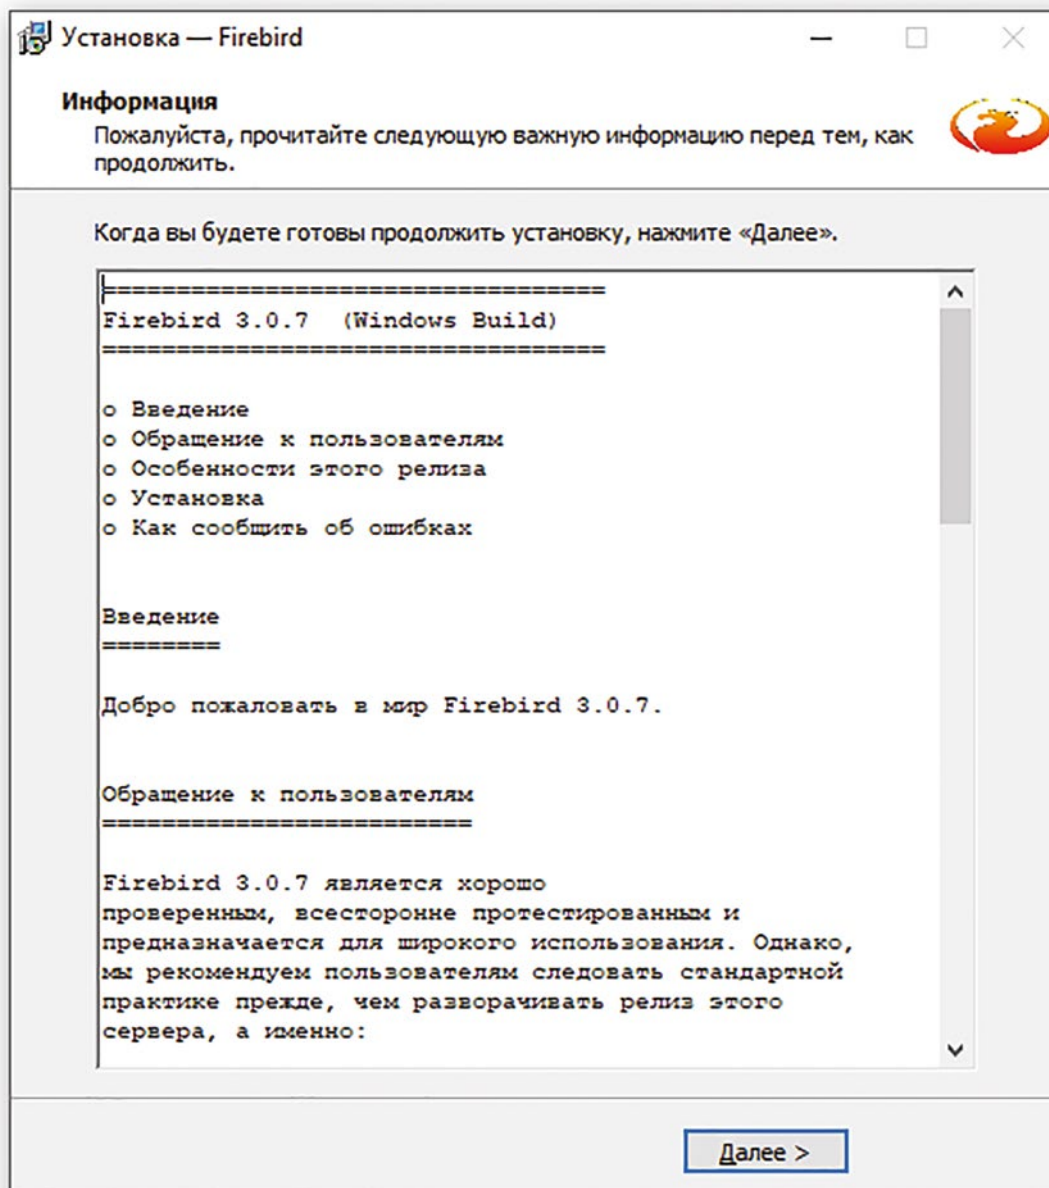 Установка — Firebird
Информация
Пожалуйста, прочитайте следующую важную информацию перед тем, как
продолжить.
Когда вы будете готовы продолжить установку, нажмите «Далее».
==================================
Firebird 3.0.7  (Windows Build)
==================================
o Введение
o Обращение к пользователям
o Особенности этого релиза
o Установка
o Как сообщить об ошибках
Введение
========
Добро пожаловать в мир Firebird 3.0.7.
Обращение к пользователям
=========================
Firebird 3.0.7 является хорошо
проверенным, всесторонне протестированным и
предназначается для широкого использования. Однако,
мы рекомендуем пользователям следовать стандартной
практике прежде, чем разворачивать релиз этого
сервера, а именно:
Далее >